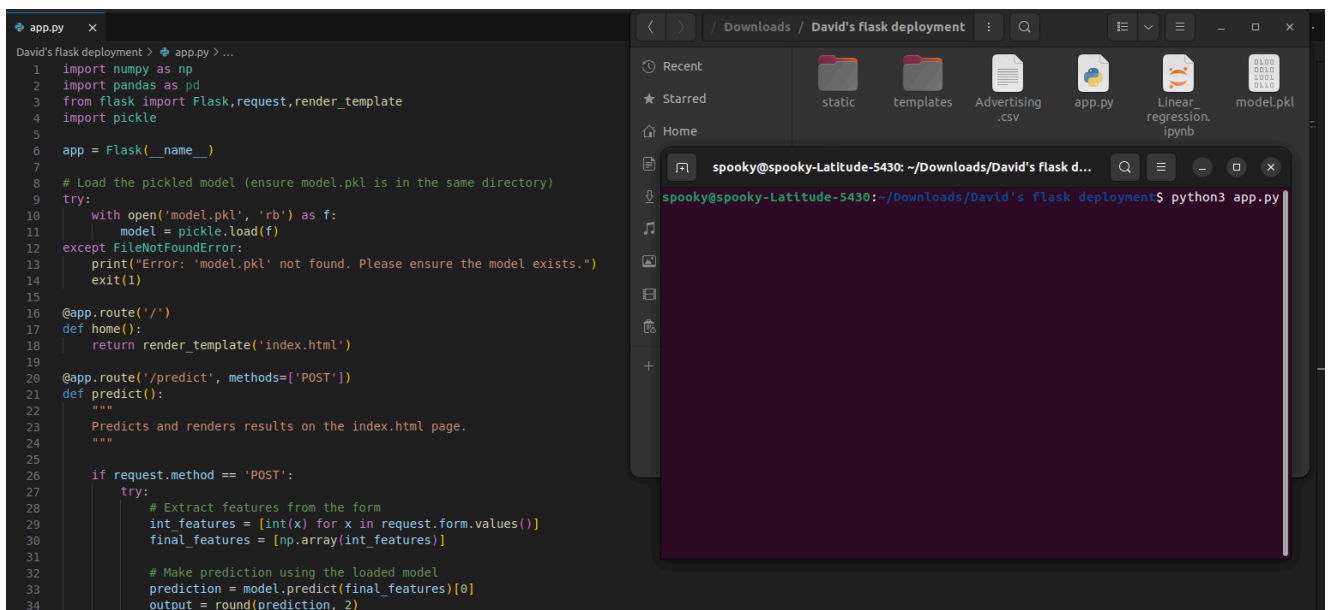 app.py ×
David's flask deployment > app.py > ...
1 import numpy as np
2 import pandas as pd
3 from flask import Flask,request,render_template
4 import pickle
5
6 app = Flask(__name__)
7
8 # Load the pickled model (ensure model.pkl is in the same directory)
9 try:
10 with open('model.pkl', 'rb') as f:
11 model = pickle.load(f)
12 except FileNotFoundError:
13 print("Error: 'model.pkl' not found. Please ensure the model exists.")
14 exit(1)
15
16 @app.route('/')
17 def home():
18 return render_template('index.html')
19
20 @app.route('/predict', methods=['POST'])
21 def predict():
22 """
23 Predicts and renders results on the index.html page.
24 """
25
26 if request.method == 'POST':
27 try:
28 # Extract features from the form
29 int_features = [int(x) for x in request.form.values()]
30 final_features = [np.array(int_features)]
31
32 # Make prediction using the loaded model
33 prediction = model.predict(final_features)[0]
34 output = round(prediction, 2)
/ Downloads / David's flask deployment
Recent
Starred
Home
static
templates
Advertising
.csv
app.py
Linear_
regression.
ipynb
0100
0010
1001
0110
model.pkl
spooky@spooky-Latitude-5430: ~/Downloads/David's flask d...
spooky@spooky-Latitude-5430:~/Downloads/David's flask deployment$ python3 app.py